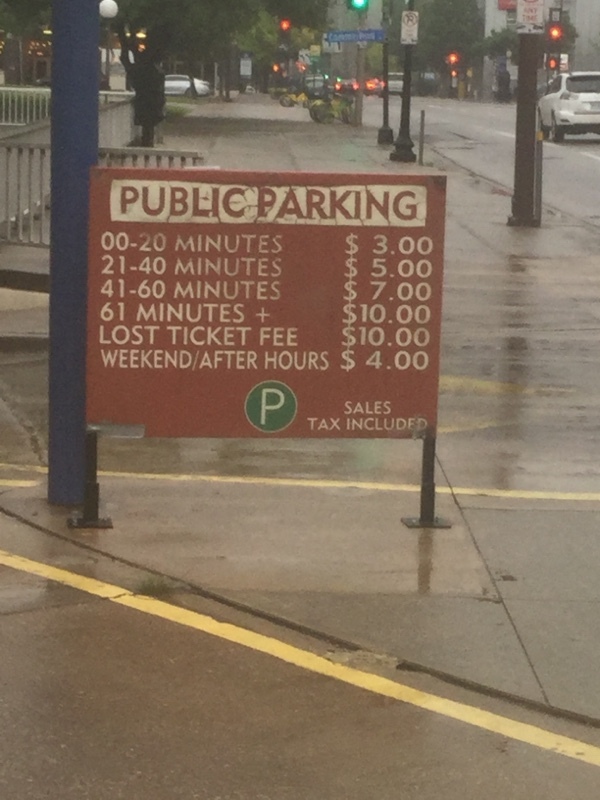 PUBLIC PARKING
00-20 MINUTES $ 3.00
21-40 MINUTES $ 5.00
41-60 MINUTES $ 7.00
61 MINUTES + $10.00
LOST TICKET FEE $10.00
WEEKEND/AFTER HOURS $ 4.00
P
SALES
TAX INCLUDED